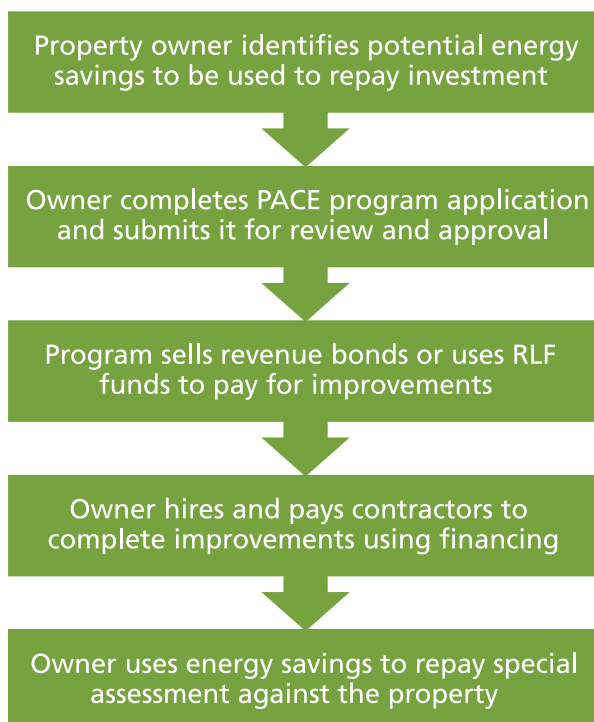 Property owner identifies potential energy
savings to be used to repay investment
Owner completes PACE program application
and submits it for review and approval
Program sells revenue bonds or uses RLF
funds to pay for improvements
Owner hires and pays contractors to
complete improvements using financing
Owner uses energy savings to repay special
assessment against the property